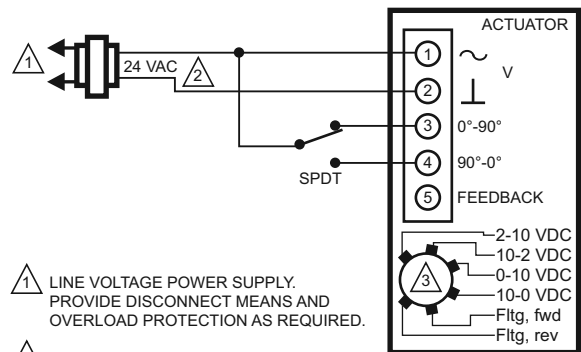 ACTUATOR
1
24 VAC
2
1
V
2
3
0°-90°
4
90°-0°
SPDT
5
FEEDBACK
2-10 VDC
10-2 VDC
0-10 VDC
10-0 VDC
Fltg, fwd
Fltg, rev
3
1
LINE VOLTAGE POWER SUPPLY.
PROVIDE DISCONNECT MEANS AND
OVERLOAD PROTECTION AS REQUIRED.